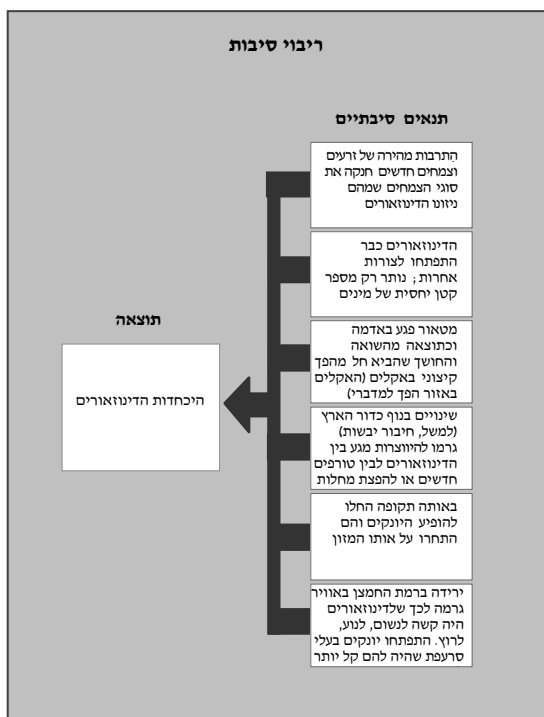 ריבוי סיבות
תנאים סיבתיים
התרבות מהירה של זרעים
וצמחים חדשים חנקה את
סוגי הצמחים שמהם
ניזונו הדינוזאורים
הדינוזאורים כבר
התפתחו לצורות
אחרות; נותר רק מספר
קטן יחסית של מינים
מטאור פגע באדמה
וכתוצאה מהשואה
והחושך שהביא חל מהפך
קיצוני באקלים (האקלים
באזור הפך למדברי)
שינויים בנוף כדור הארץ
(למשל, חיבור יבשות)
גרמו להיווצרות מגע בין
הדינוזאורים לבין טורפים
חדשים או להפצת מחלות
באותה תקופה החלו
להופיע היונקים והם
התחרו על אותו המזון
ירידה ברמת החמצן באוויר
גרמה לכך שלדינוזאורים
היה קשה לנשום, לנוע,
לרוץ. התפתחו יונקים בעלי
סרעפת שהיה להם קל יותר
תוצאה
היכחדות הדינוזאורים